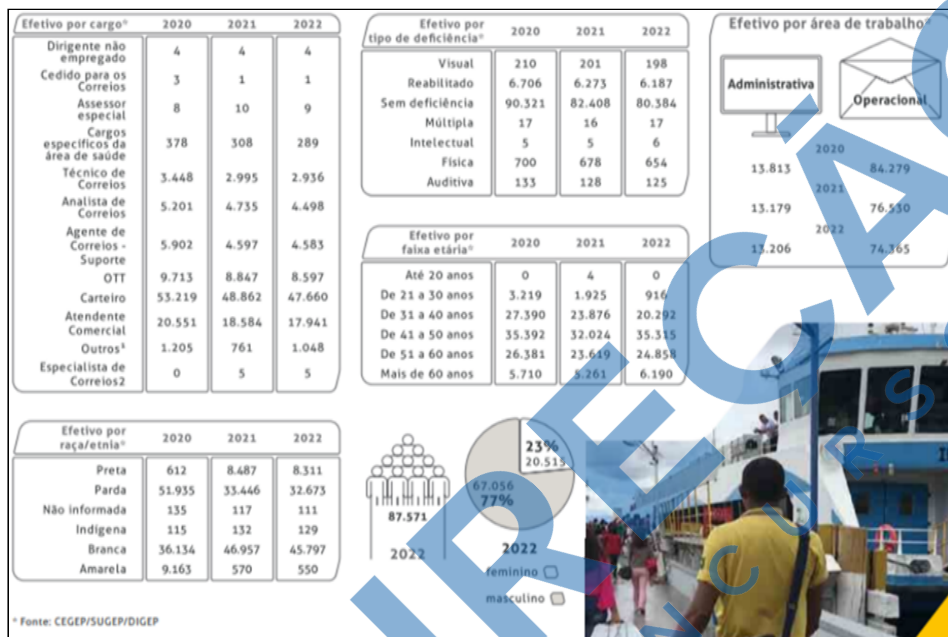 Efetivo por cargo° 2020 2021 2022
Dirigente não
empregado 4 4 4
Cedido para os
Correios 3 1 1
Assessor
especial 8 10 9
Cargos
específicos da
área de saúde 378 308 289
Técnico de
Correios 3.448 2.995 2.936
Analista de
Correios 5.201 4.735 4.498
Agente de
Correios -
Suporte 5.902 4.597 4.583
OTT 9.713 8.847 8.597
Carteiro 53.219 48.862 47.660
Atendente
Comercial 20.551 18.584 17.941
Outros¹ 1.205 761 1.048
Especialista de
Correios2 0 5 5
Efetivo por
raça/etnia° 2020 2021 2022
Preta 612 8.487 8.311
Parda 51.935 33.446 32.673
Não informada 135 117 111
Indígena 115 132 129
Branca 36.134 46.957 45.797
Amarela 9.163 570 550
° Fonte: CEGEP/SUGEP/DIGEP
Efetivo por
tipo de deficiência° 2020 2021 2022
Visual 210 201 198
Reabilitado 6.706 6.273 6.187
Sem deficiência 90.321 82.408 80.384
Múltipla 17 16 17
Intelectual 5 5 6
Física 700 678 654
Auditiva 133 128 125
Efetivo por
faixa etária° 2020 2021 2022
Até 20 anos 0 4 0
De 21 a 30 anos 3.219 1.925 916
De 31 a 40 anos 27.390 23.876 20.292
De 41 a 50 anos 35.392 32.024 35.315
De 51 a 60 anos 26.381 23.619 24.858
Mais de 60 anos 5.710 5.261 6.190
87.571
2022
23%
20.515
67.056
77%
2022
feminino
masculino
Efetivo por área de trabalho°
Administrativa
Operacional
2020
13.813 84.279
2021
13.179 76.530
2022
13.206 74.365